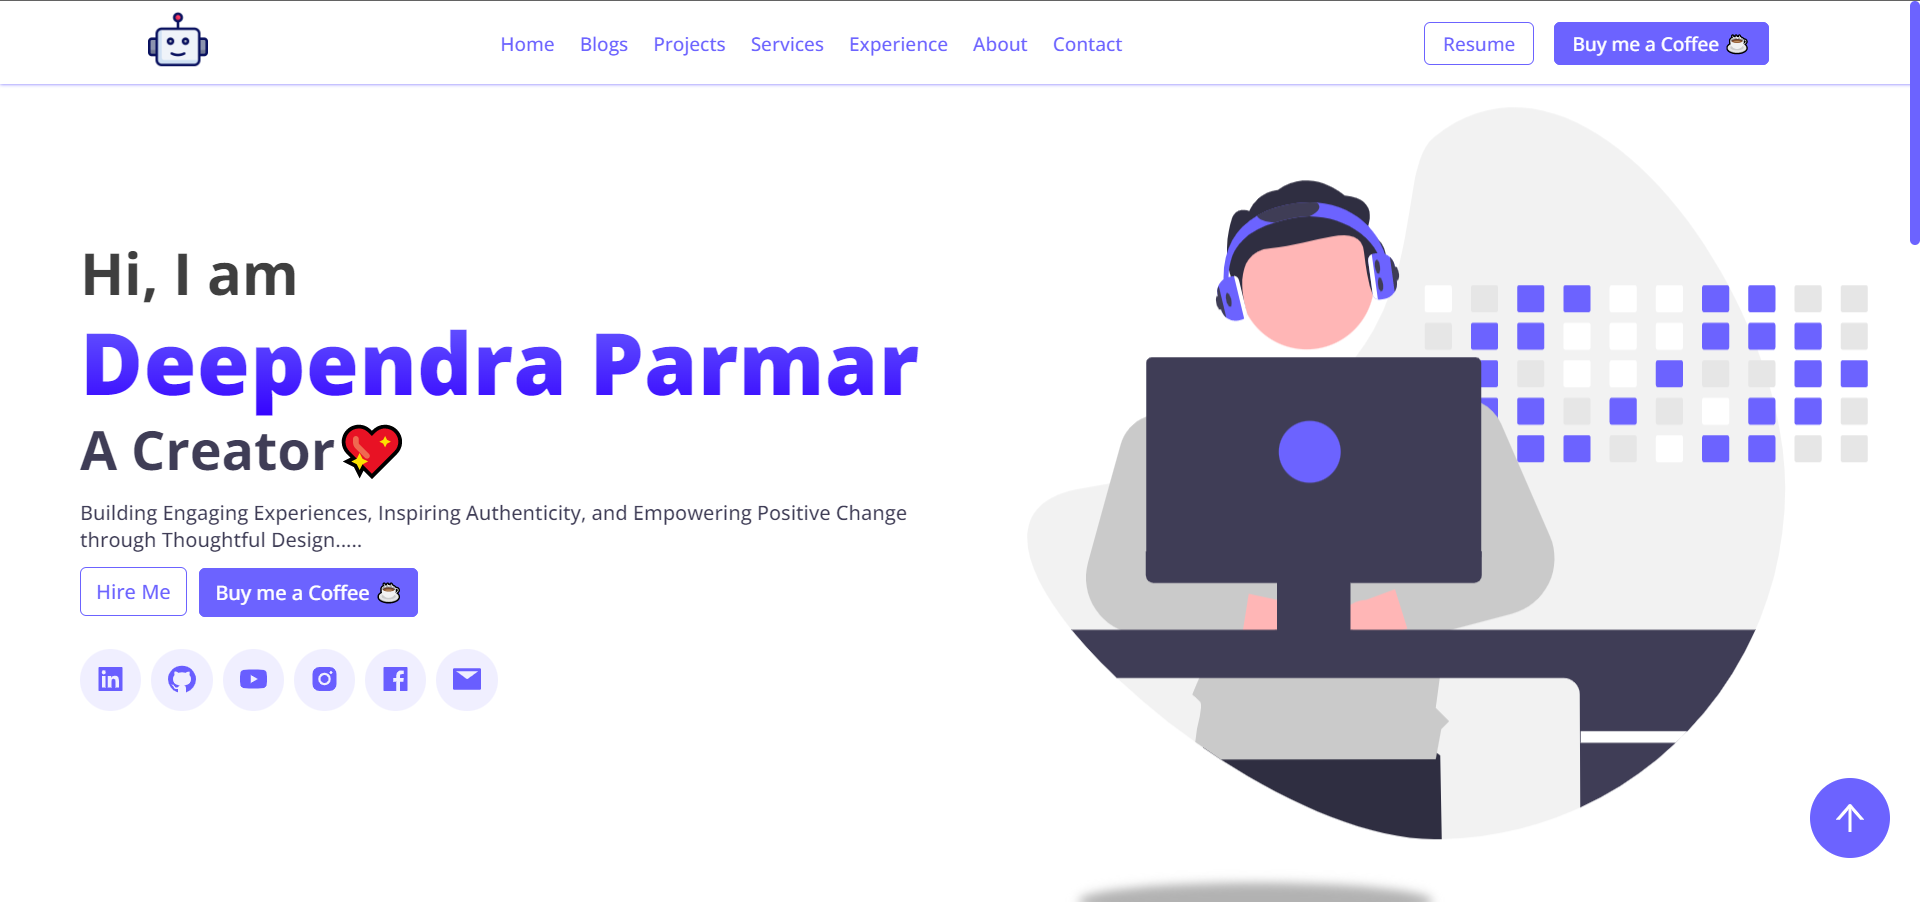 Home Blogs Projects Services Experience About Contact Resume Buy me a Coffee ☕
Hi, I am
Deependra Parmar
A Creator💖
Building Engaging Experiences, Inspiring Authenticity, and Empowering Positive Change
through Thoughtful Design.....
Hire Me Buy me a Coffee ☕